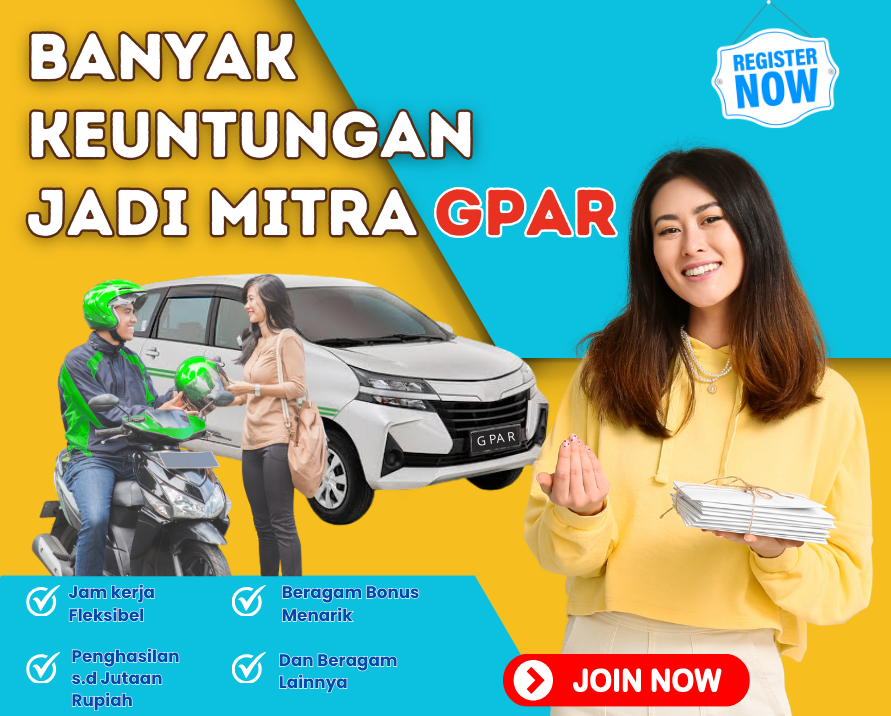 BANYAK
KEUNTUNGAN
JADI MITRA GPAR
REGISTER
NOW
GPAR
Jam kerja
Fleksibel
Beragam Bonus
Menarik
Penghasilan
s.d Jutaan
Rupiah
Dan Beragam
Lainnya
JOIN NOW